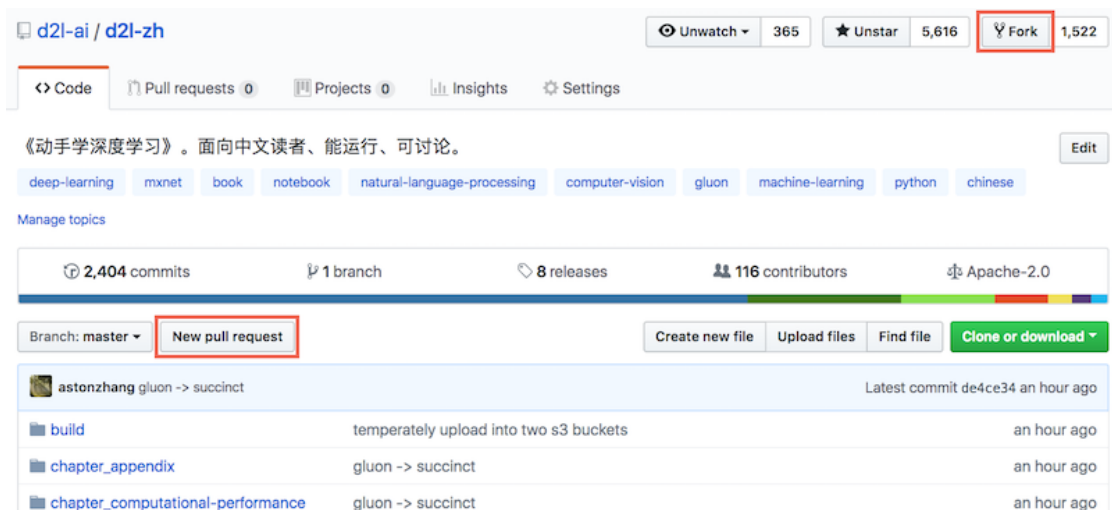 d2l-ai / d2l-zh Unwatch 365 Unstar 5,616 Fork 1,522
Code Pull requests 0 Projects 0 Insights Settings
《动手学深度学习》。面向中文读者、能运行、可讨论。 Edit
deep-learning mxnet book notebook natural-language-processing computer-vision gluon machine-learning python chinese
Manage topics
2,404 commits 1 branch 8 releases 116 contributors Apache-2.0
Branch: master New pull request Create new file Upload files Find file Clone or download
astonzhang gluon -> succinct Latest commit de4ce34 an hour ago
build temperately upload into two s3 buckets an hour ago
chapter_appendix gluon -> succinct an hour ago
chapter_computational-performance gluon -> succinct an hour ago